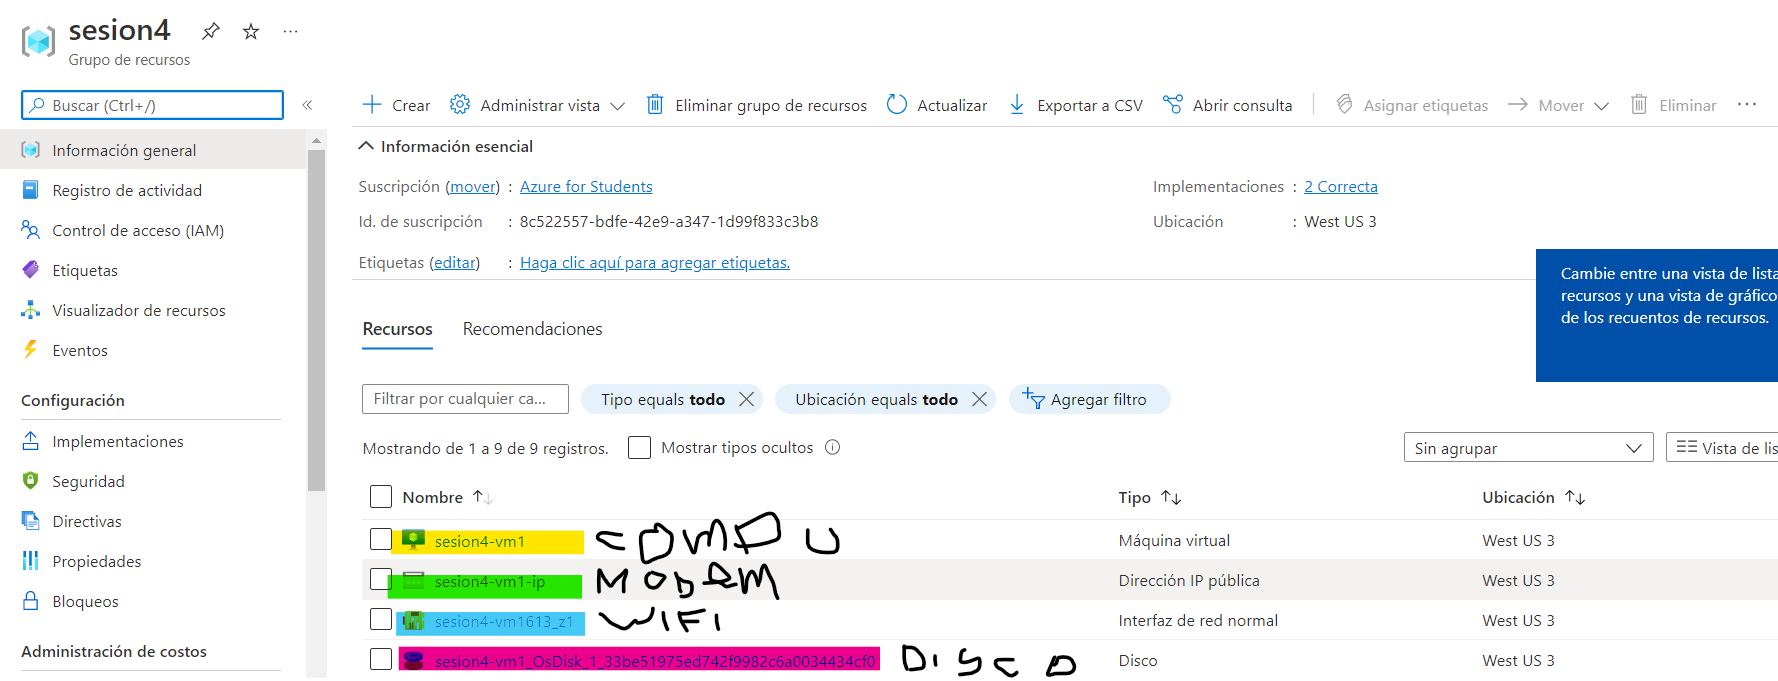 sesion4
Grupo de recursos
Buscar (Ctrl+/)
Información general
Registro de actividad
Control de acceso (IAM)
Etiquetas
Visualizador de recursos
Eventos
Configuración
Implementaciones
Seguridad
Directivas
Propiedades
Bloqueos
Administración de costos
Crear Administrar vista Eliminar grupo de recursos Actualizar Exportar a CSV Abrir consulta Asignar etiquetas Mover Eliminar
Información esencial
Suscripción (mover) : Azure for Students
Id. de suscripción : 8c522557-bdfe-42e9-a347-1d99f833c3b8
Etiquetas (editar) : Haga clic aquí para agregar etiquetas.
Implementaciones : 2 Correcta
Ubicación : West US 3
Cambie entre una vista de lista
recursos y una vista de gráfico
de los recuentos de recursos.
Recursos Recomendaciones
Filtrar por cualquier ca... Tipo equals todo Ubicación equals todo Agregar filtro
Mostrando de 1 a 9 de 9 registros. Mostrar tipos ocultos Sin agrupar Vista de lis
Nombre Tipo Ubicación
sesion4-vm1 COMPU Máquina virtual West US 3
sesion4-vm1-ip MODEM Dirección IP pública West US 3
sesion4-vm1613_z1 WIFI Interfaz de red normal West US 3
sesion4-vm1_OsDisk_1_33be51975ed742f9982c6a0034434cf0 DISCO Disco West US 3